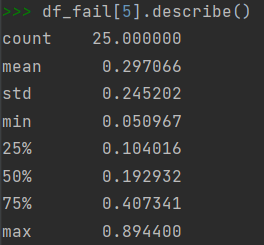 >>> df_fail[5].describe()
count    25.000000
mean      0.297066
std       0.245202
min       0.050967
25%       0.104016
50%       0.192932
75%       0.407341
max       0.894400